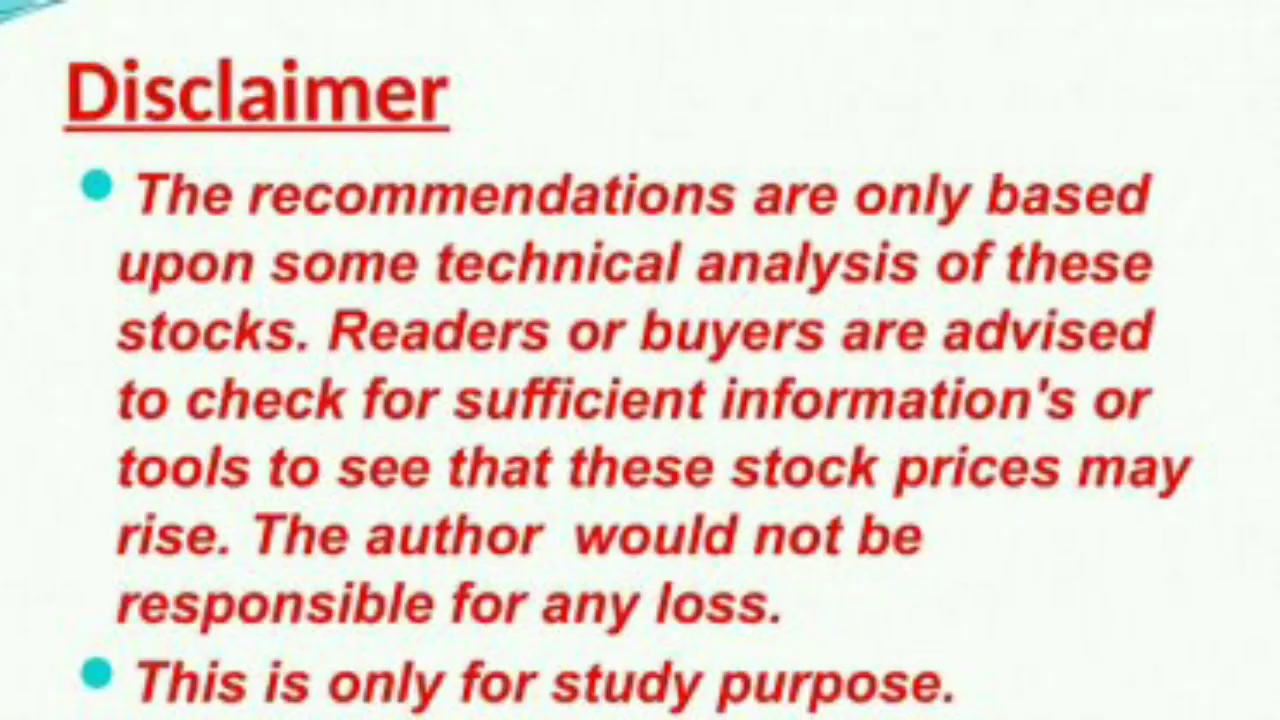 Disclaimer
The recommendations are only based
upon some technical analysis of these
stocks. Readers or buyers are advised
to check for sufficient information's or
tools to see that these stock prices may
rise. The author would not be
responsible for any loss.
This is only for study purpose.